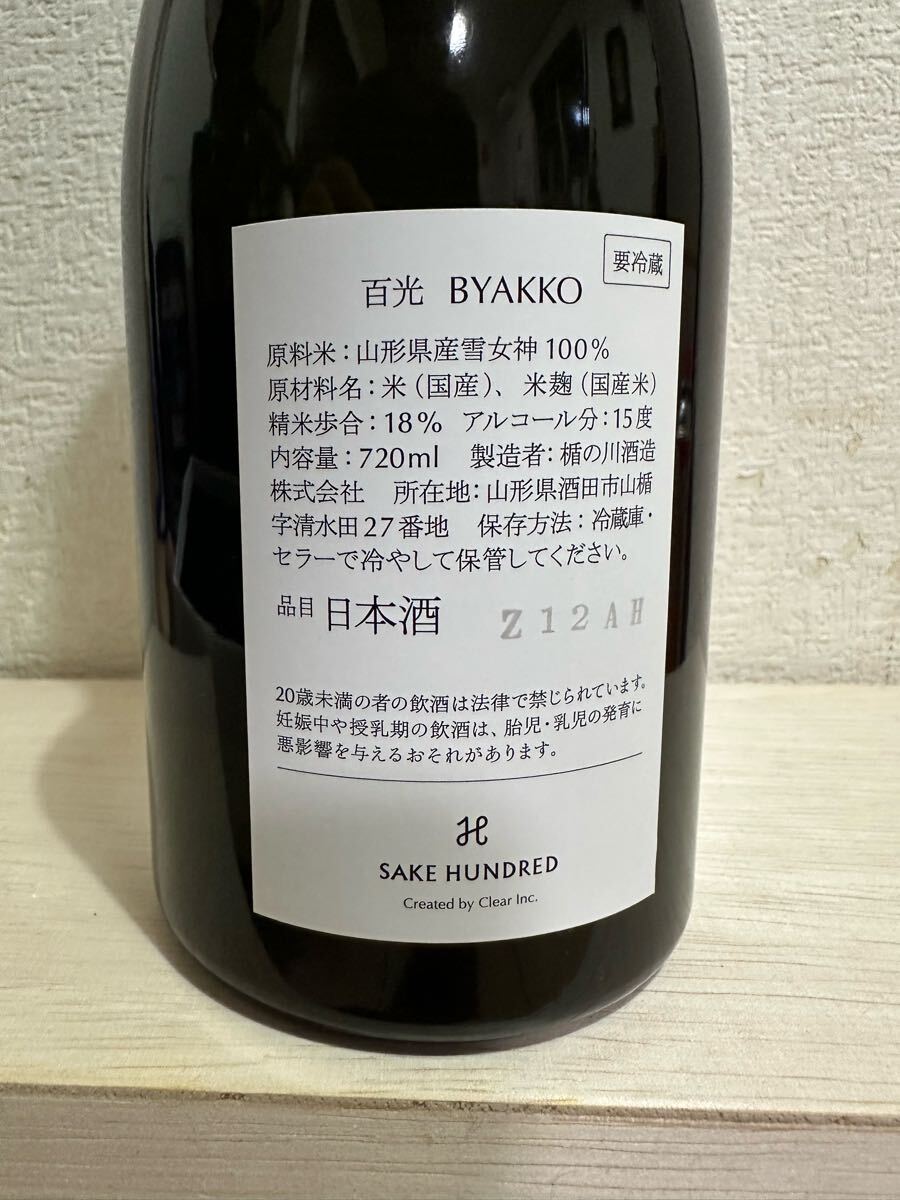 要冷蔵
百光 BYAKKO
原料米：山形県産雪女神100%
原材料名：米（国産）、米麹（国産米）
精米歩合：18% アルコール分：15度
内容量：720ml 製造者：楯の川酒造
株式会社 所在地：山形県酒田市山楯
字清水田27番地 保存方法：冷蔵庫・
セラーで冷やして保管してください。
品目 日本酒 Z12AH
20歳未満の者の飲酒は法律で禁じられています。
妊娠中や授乳期の飲酒は、胎児・乳児の発育に
悪影響を与えるおそれがあります。
SAKE HUNDRED
Created by Clear Inc.